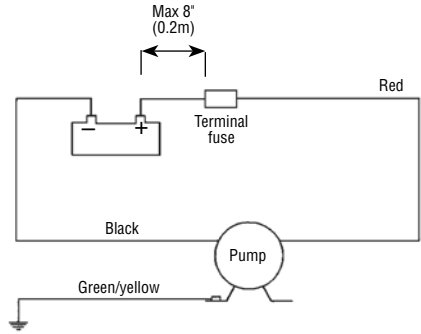 Max 8"
(0.2m)
Red
− +
Terminal
fuse
Black
Pump
Green/yellow